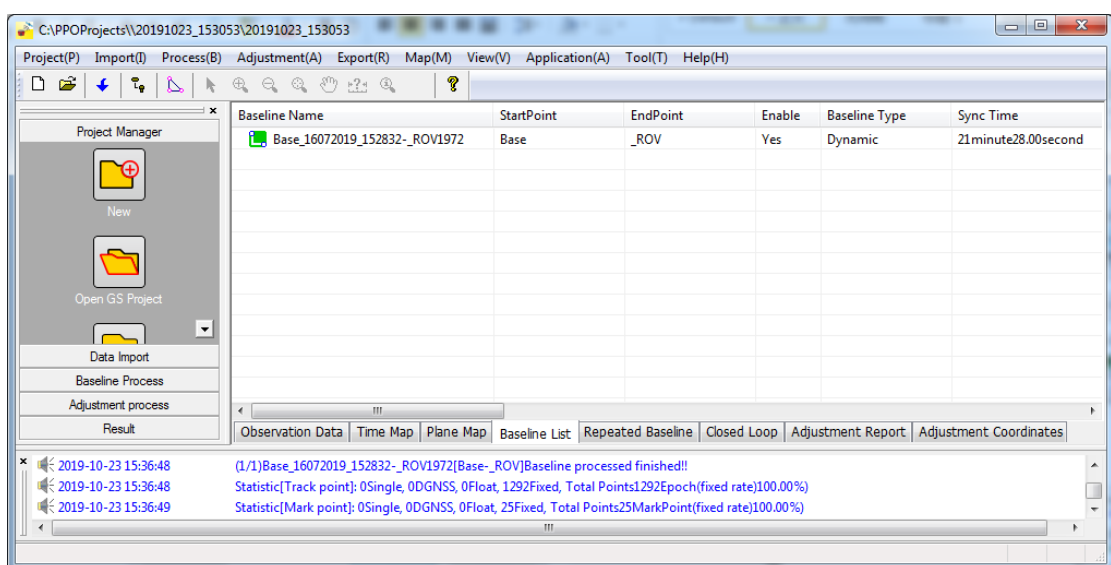 C:\PPOProjects\\20191023_153053\20191023_153053
Project(P) Import(I) Process(B) Adjustment(A) Export(R) Map(M) View(V) Application(A) Tool(T) Help(H)
Project Manager
New
Open GS Project
Data Import
Baseline Process
Adjustment process
Result
Baseline Name StartPoint EndPoint Enable Baseline Type Sync Time
Base_16072019_152832-_ROV1972 Base _ROV Yes Dynamic 21minute28.00second
Observation Data Time Map Plane Map Baseline List Repeated Baseline Closed Loop Adjustment Report Adjustment Coordinates
2019-10-23 15:36:48 (1/1)Base_16072019_152832-_ROV1972[Base-_ROV]Baseline processed finished!!
2019-10-23 15:36:48 Statistic[Track point]: 0Single, 0DGNSS, 0Float, 1292Fixed, Total Points1292Epoch(fixed rate)100.00%)
2019-10-23 15:36:49 Statistic[Mark point]: 0Single, 0DGNSS, 0Float, 25Fixed, Total Points25MarkPoint(fixed rate)100.00%)